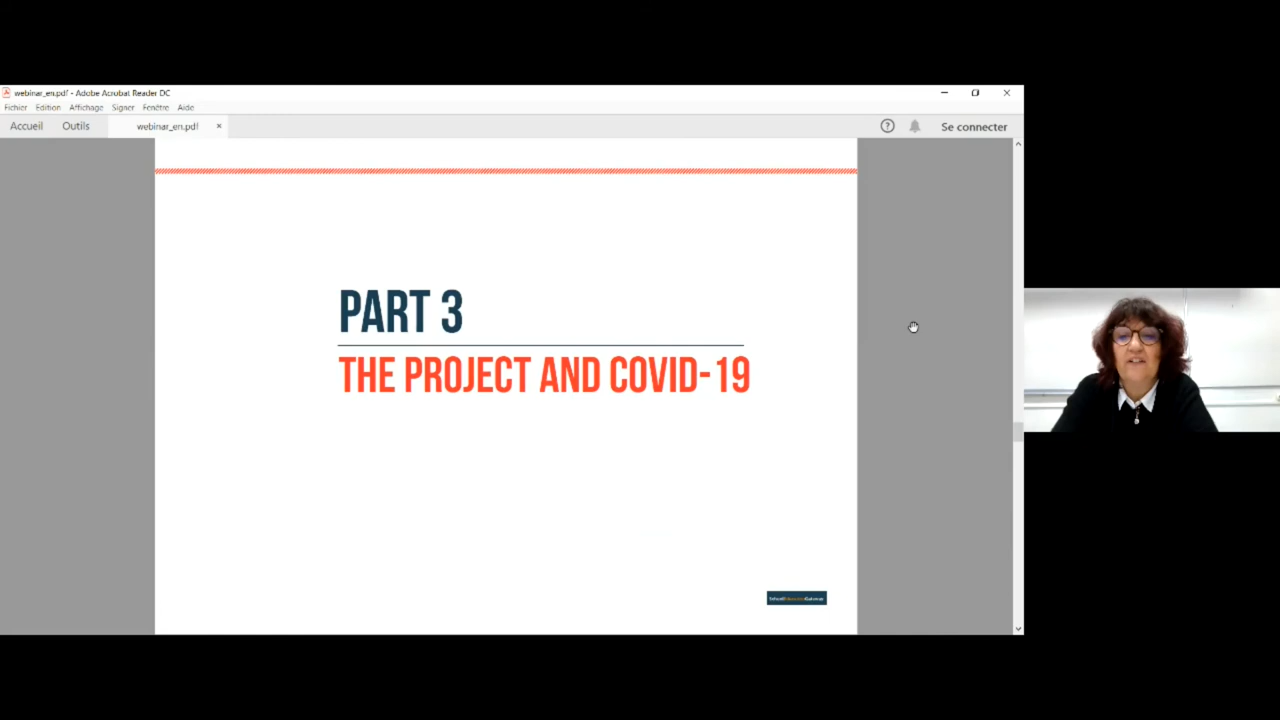 webinar_en.pdf - Adobe Acrobat Reader DC
Fichier Edition Affichage Signer Fenêtre Aide
Accueil Outils webinar_en.pdf × ? Se connecter
PART 3
THE PROJECT AND COVID-19
SchoolEducationGateway